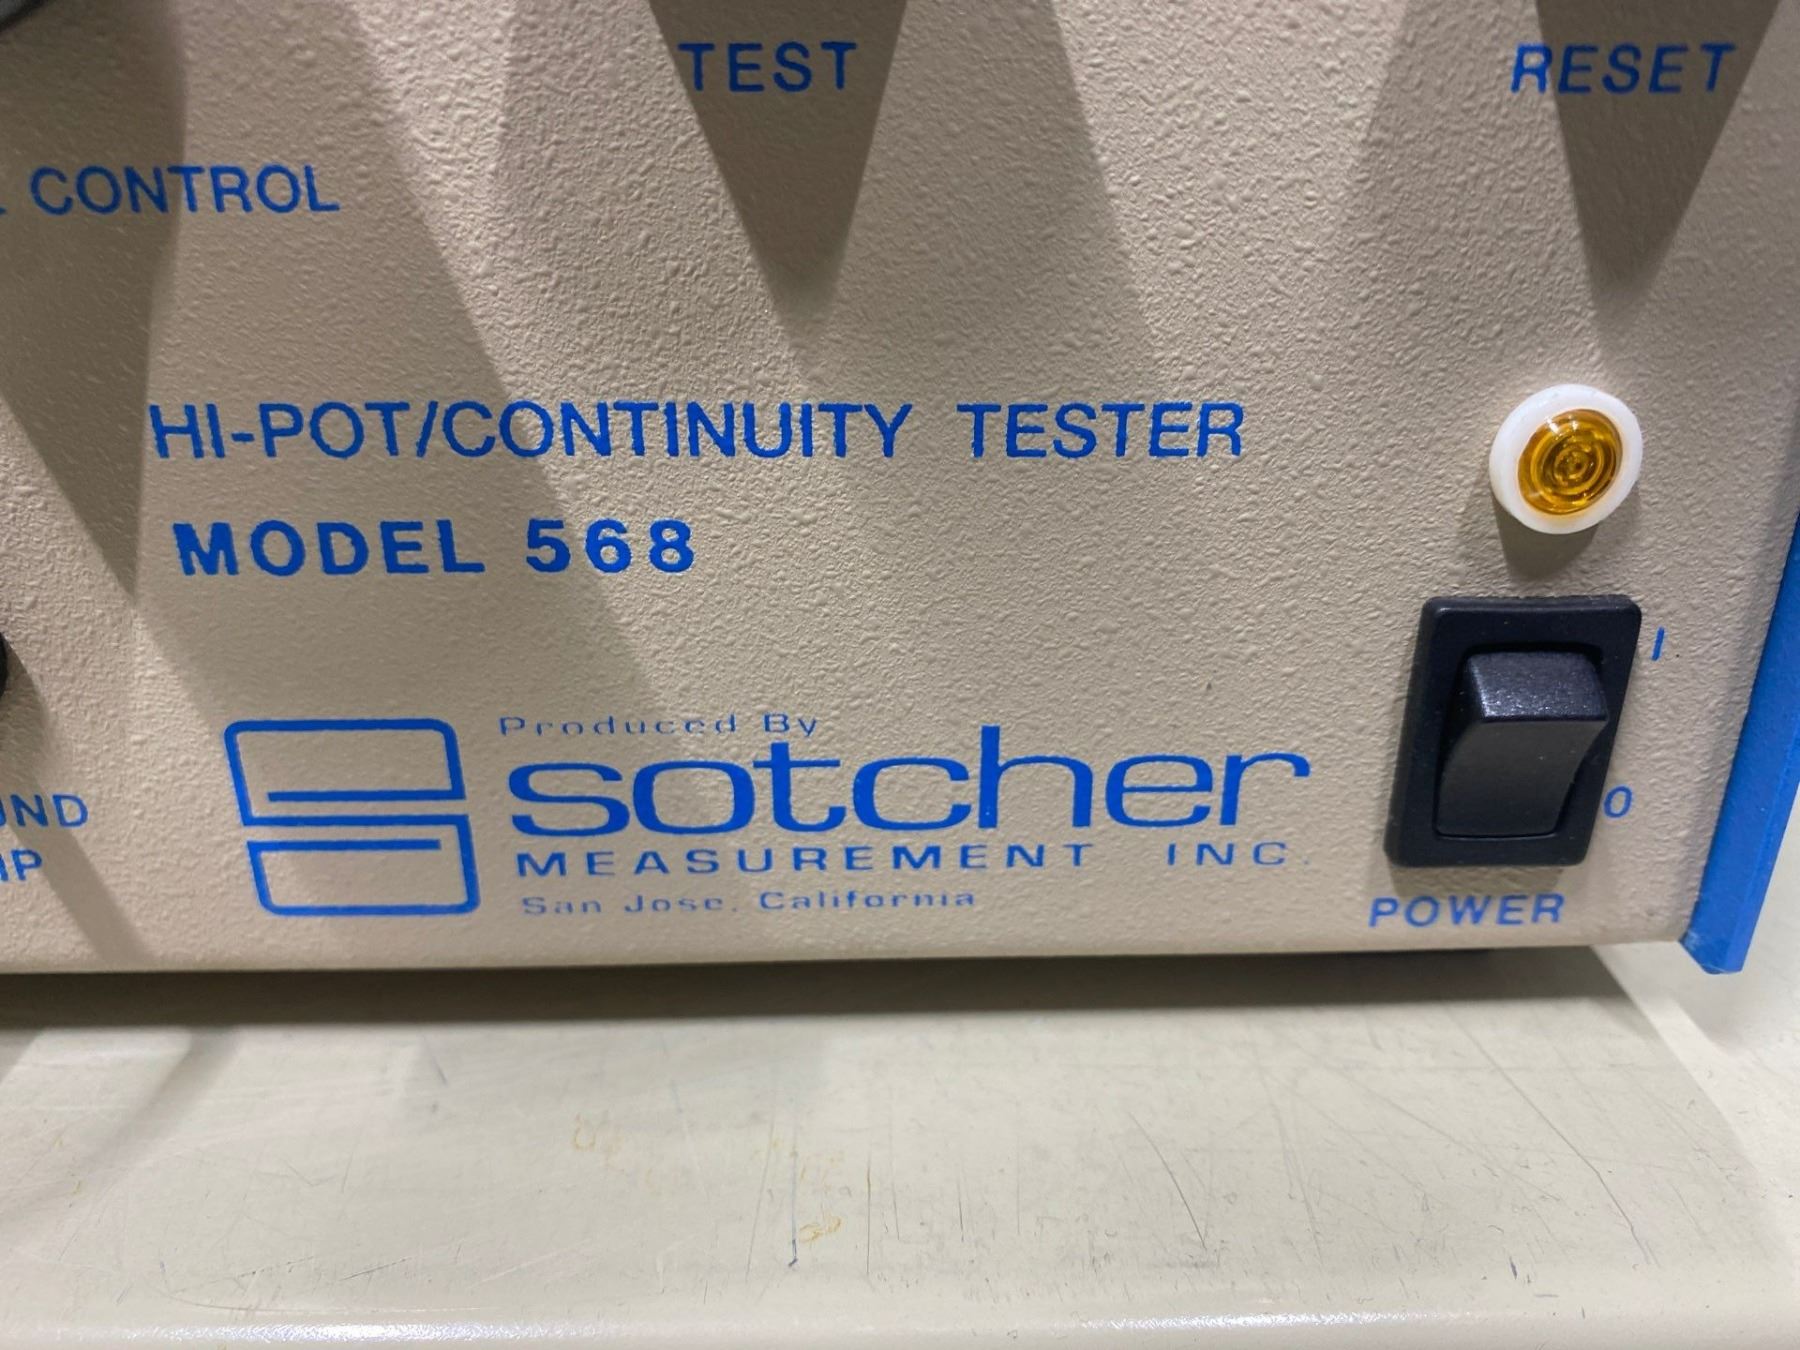 TEST
RESET
CONTROL
HI-POT/CONTINUITY TESTER
MODEL 568
I
Produced By
sotcher
MEASUREMENT INC.
San Jose, California
0
POWER